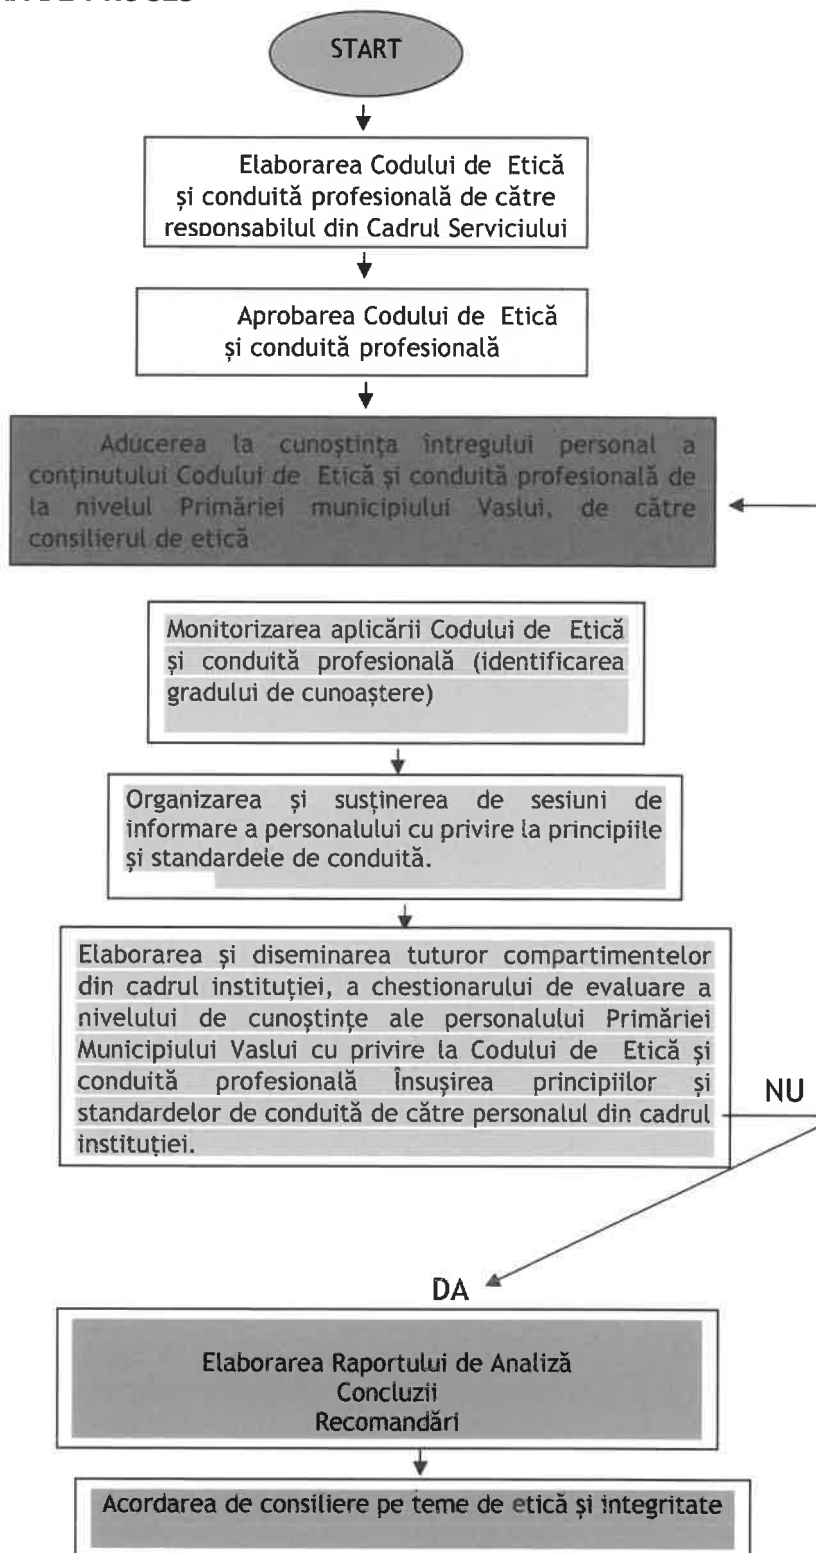 START
Elaborarea Codului de Etică
și conduită profesională de către
responsabilul din Cadrul Serviciului
Aprobarea Codului de Etică
și conduită profesională
Aducerea la cunoștința întregului personal a
conținutului Codului de Etică și conduită profesională de
la nivelul Primăriei municipiului Vaslui, de către
consilierul de etică
Monitorizarea aplicării Codului de Etică
și conduită profesională (identificarea
gradului de cunoaștere)
Organizarea și susținerea de sesiuni de
informare a personalului cu privire la principiile
și standardele de conduită.
Elaborarea și diseminarea tuturor compartimentelor
din cadrul instituției, a chestionarului de evaluare a
nivelului de cunoștințe ale personalului Primăriei
Municipiului Vaslui cu privire la Codului de Etică și
conduită profesională Însușirea principiilor și
standardelor de conduită de către personalul din cadrul
instituției.
NU
DA
Elaborarea Raportului de Analiză
Concluzii
Recomandări
Acordarea de consiliere pe teme de etică și integritate